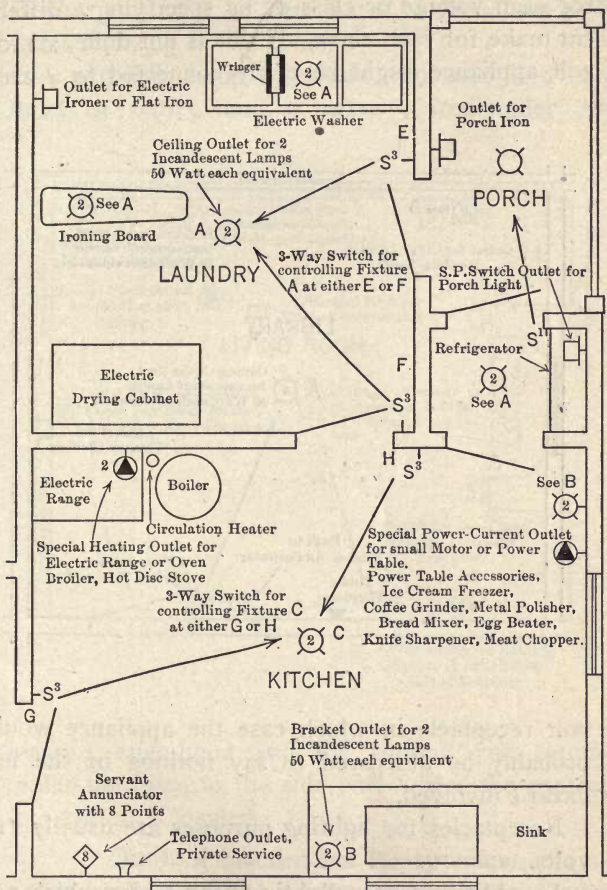 Wringer
2
See A
Electric Washer
Outlet for Electric
Ironer or Flat Iron
Outlet for
Porch Iron
E
S3
PORCH
Ceiling Outlet for 2
Incandescent Lamps
50 Watt each equivalent
2 See A
Ironing Board
A 2
LAUNDRY
3-Way Switch for
controlling Fixture
A at either E or F
S.P. Switch Outlet for
Porch Light
S11
Refrigerator
2
See A
F
S3
Electric
Drying Cabinet
H
S3
2
Electric
Range
Boiler
Circulation Heater
Special Heating Outlet for
Electric Range or Oven
Broiler, Hot Disc Stove
See B
2
Special Power-Current Outlet
for small Motor or Power
Table.
Power Table Accessories,
Ice Cream Freezer,
Coffee Grinder, Metal Polisher,
Bread Mixer, Egg Beater,
Knife Sharpener, Meat Chopper.
3-Way Switch for
controlling Fixture C
at either G or H
2 C
KITCHEN
S3
G
Bracket Outlet for 2
Incandescent Lamps
50 Watt each equivalent
Servant
Annunciator
with 8 Points
8
Telephone Outlet,
Private Service
2 B
Sink